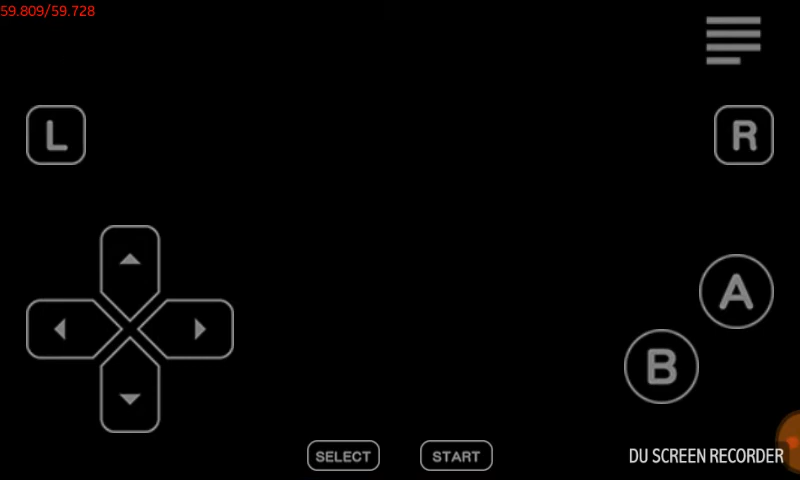 59.809/59.728
L
R
A
B
SELECT
START
DU SCREEN RECORDER